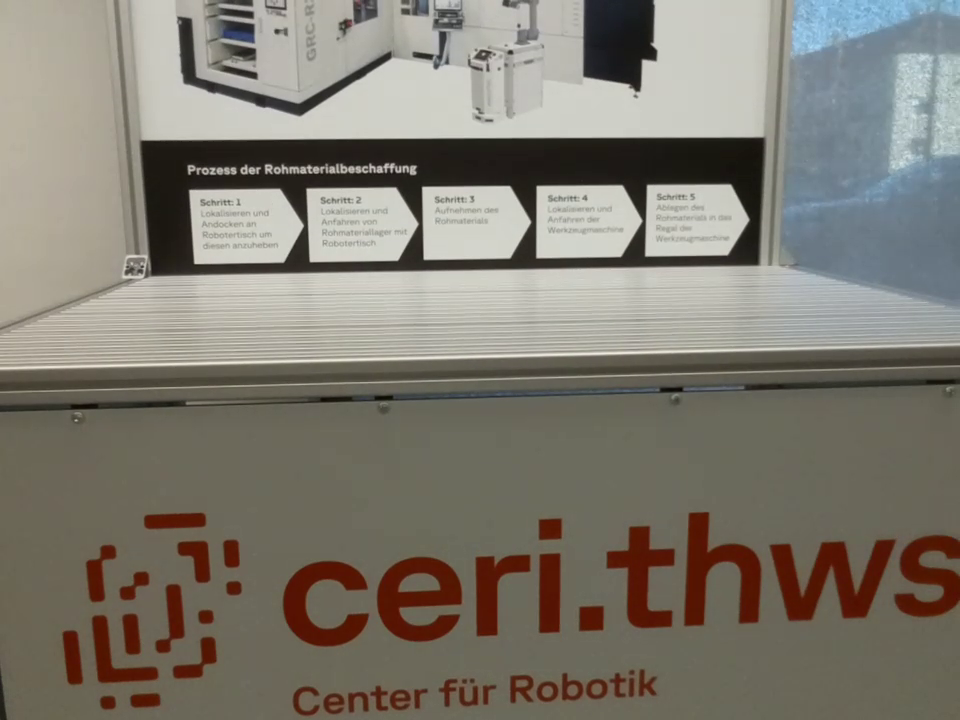 GRC-R
Prozess der Rohmaterialbeschaffung
Schritt: 1
Lokalisieren und
Andocken an
Robotertisch um
diesen anzuheben
Schritt: 2
Lokalisieren und
Anfahren von
Rohmateriallager mit
Robotertisch
Schritt: 3
Aufnehmen des
Rohmaterials
Schritt: 4
Lokalisieren und
Anfahren der
Werkzeugmaschine
Schritt: 5
Ablegen des
Rohmaterials in das
Regal der
Werkzeugmaschine
ceri.thws
Center für Robotik